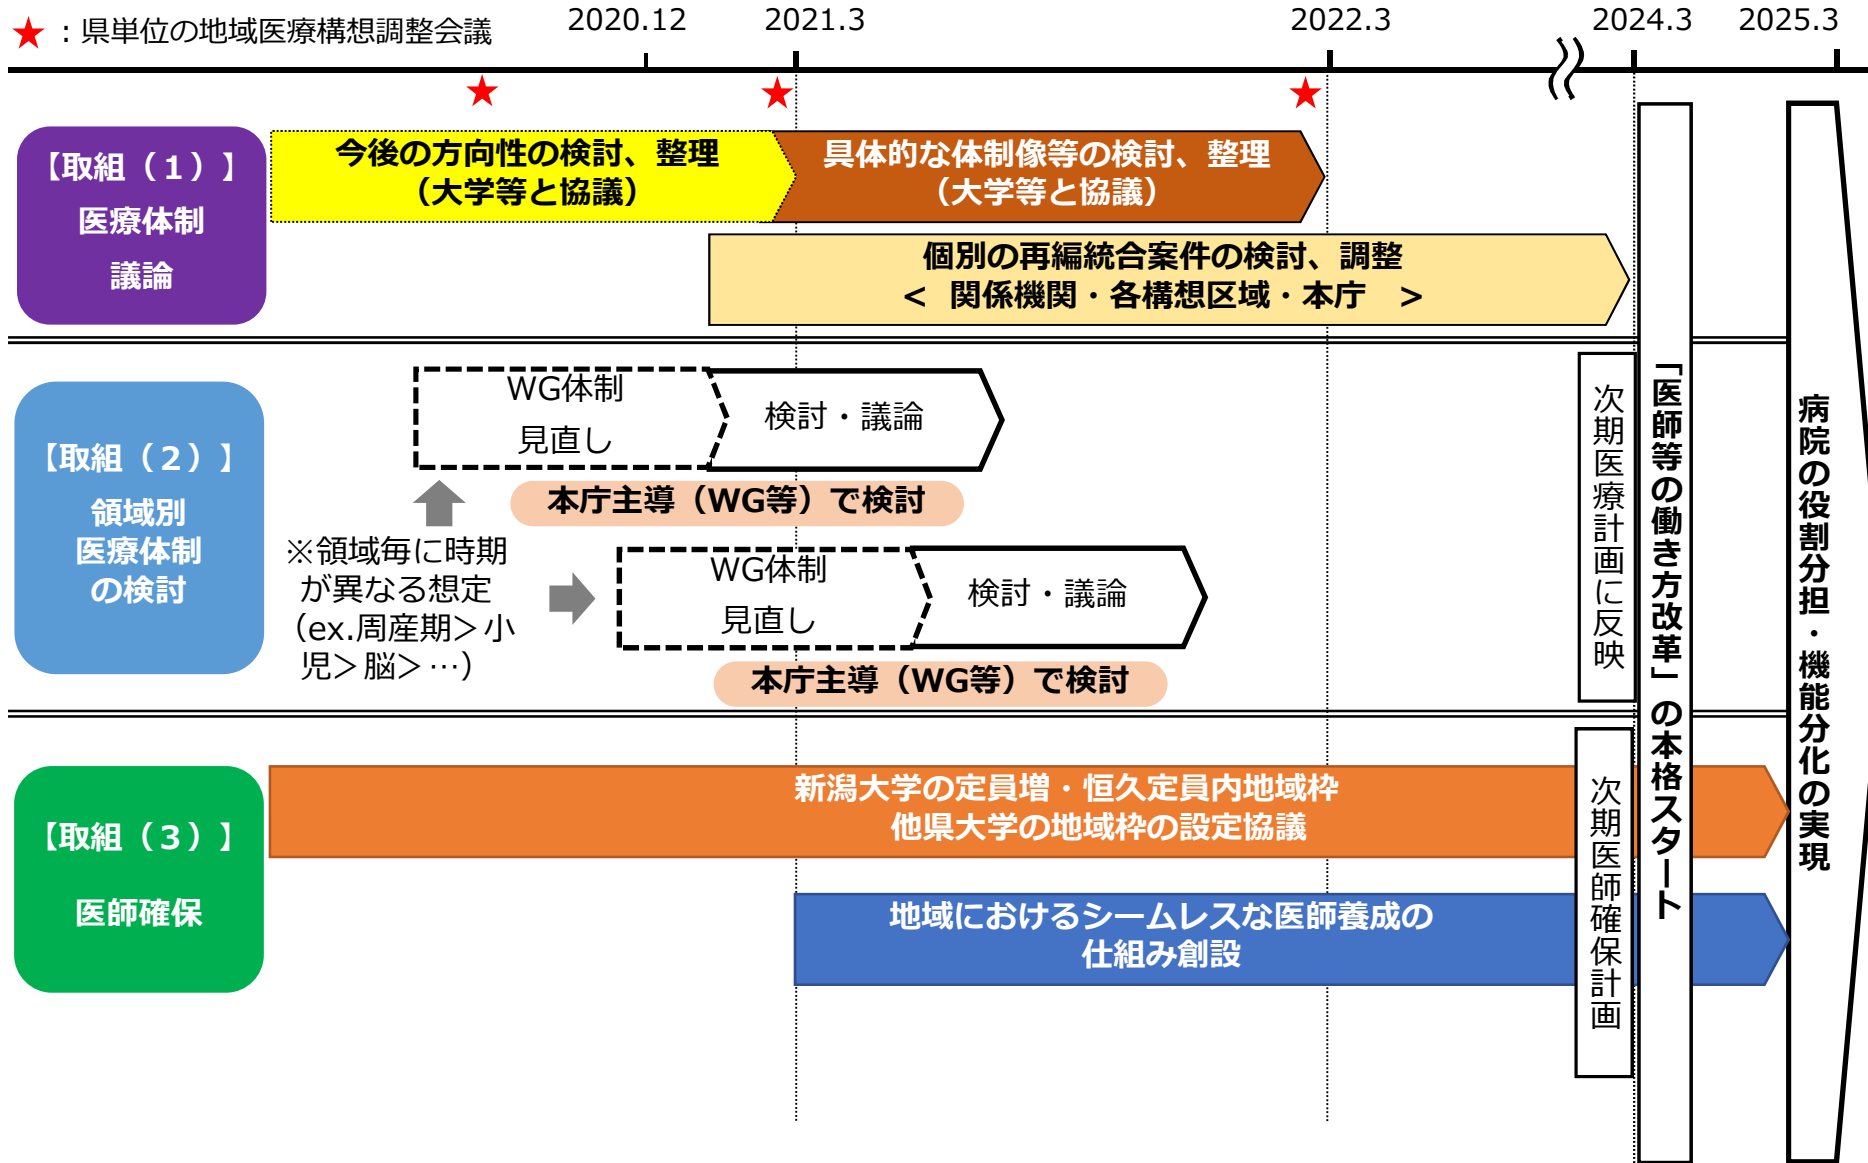 ★：県単位の地域医療構想調整会議
2020.12
2021.3
2022.3
2024.3
2025.3
【取組（１）】
医療体制
議論
今後の方向性の検討、整理
（大学等と協議）
具体的な体制像等の検討、整理
（大学等と協議）
個別の再編統合案件の検討、調整
＜ 関係機関・各構想区域・本庁 ＞
【取組（２）】
領域別
医療体制
の検討
WG体制
見直し
検討・議論
本庁主導（WG等）で検討
※領域毎に時期
が異なる想定
（ex.周産期＞小
児＞脳＞…）
WG体制
見直し
検討・議論
本庁主導（WG等）で検討
次期医療計画に反映
【取組（３）】
医師確保
新潟大学の定員増・恒久定員内地域枠
他県大学の地域枠の設定協議
地域におけるシームレスな医師養成の
仕組み創設
次期医師確保計画
「医師等の働き方改革」の本格スタート
病院の役割分担・機能分化の実現